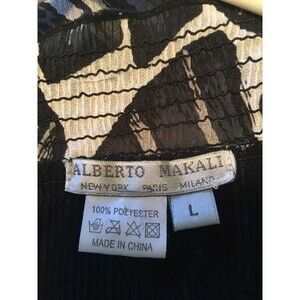 ALBERTO MAKALI
NEW YORK PARIS MILANO
100% POLYESTER
L
MADE IN CHINA